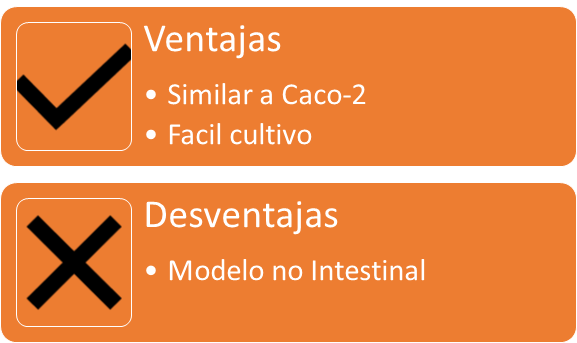 Ventajas
• Similar a Caco-2
• Facil cultivo
Desventajas
• Modelo no Intestinal